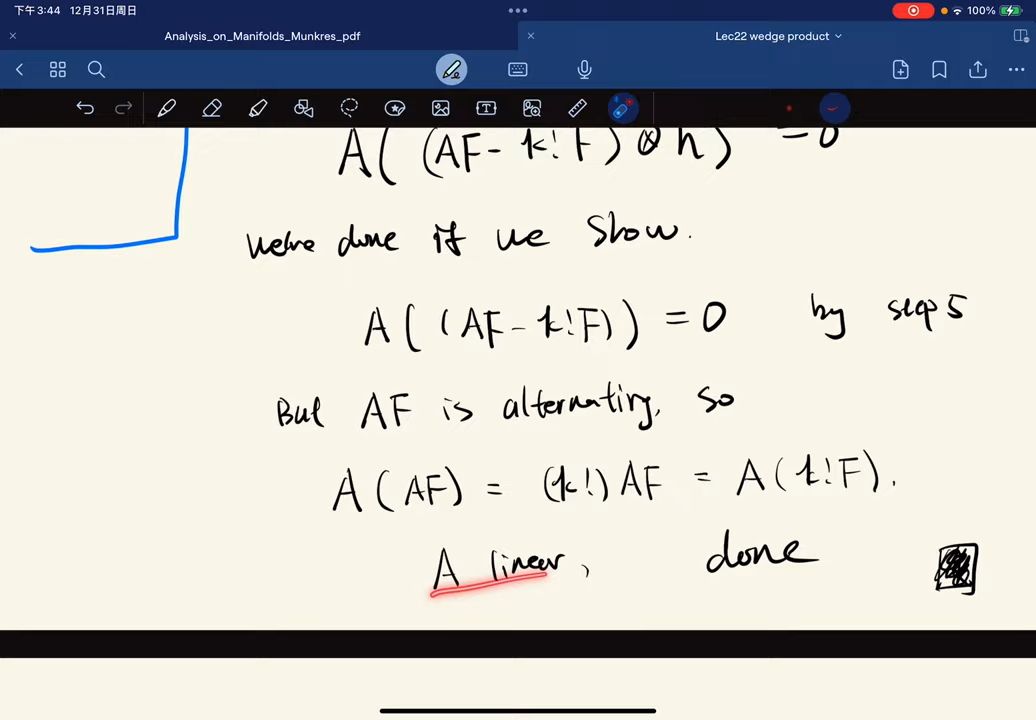 下午3:44 12月31日周日
100%
Analysis_on_Manifolds_Munkres_pdf
Lec22 wedge product
A( (AF - k!F) ⊗ h) = 0
we're done if we show.
A( (AF - k!F)) = 0 by step 5
But AF is alternating, so
A(AF) = (k!) AF = A(k!F).
A linear, done